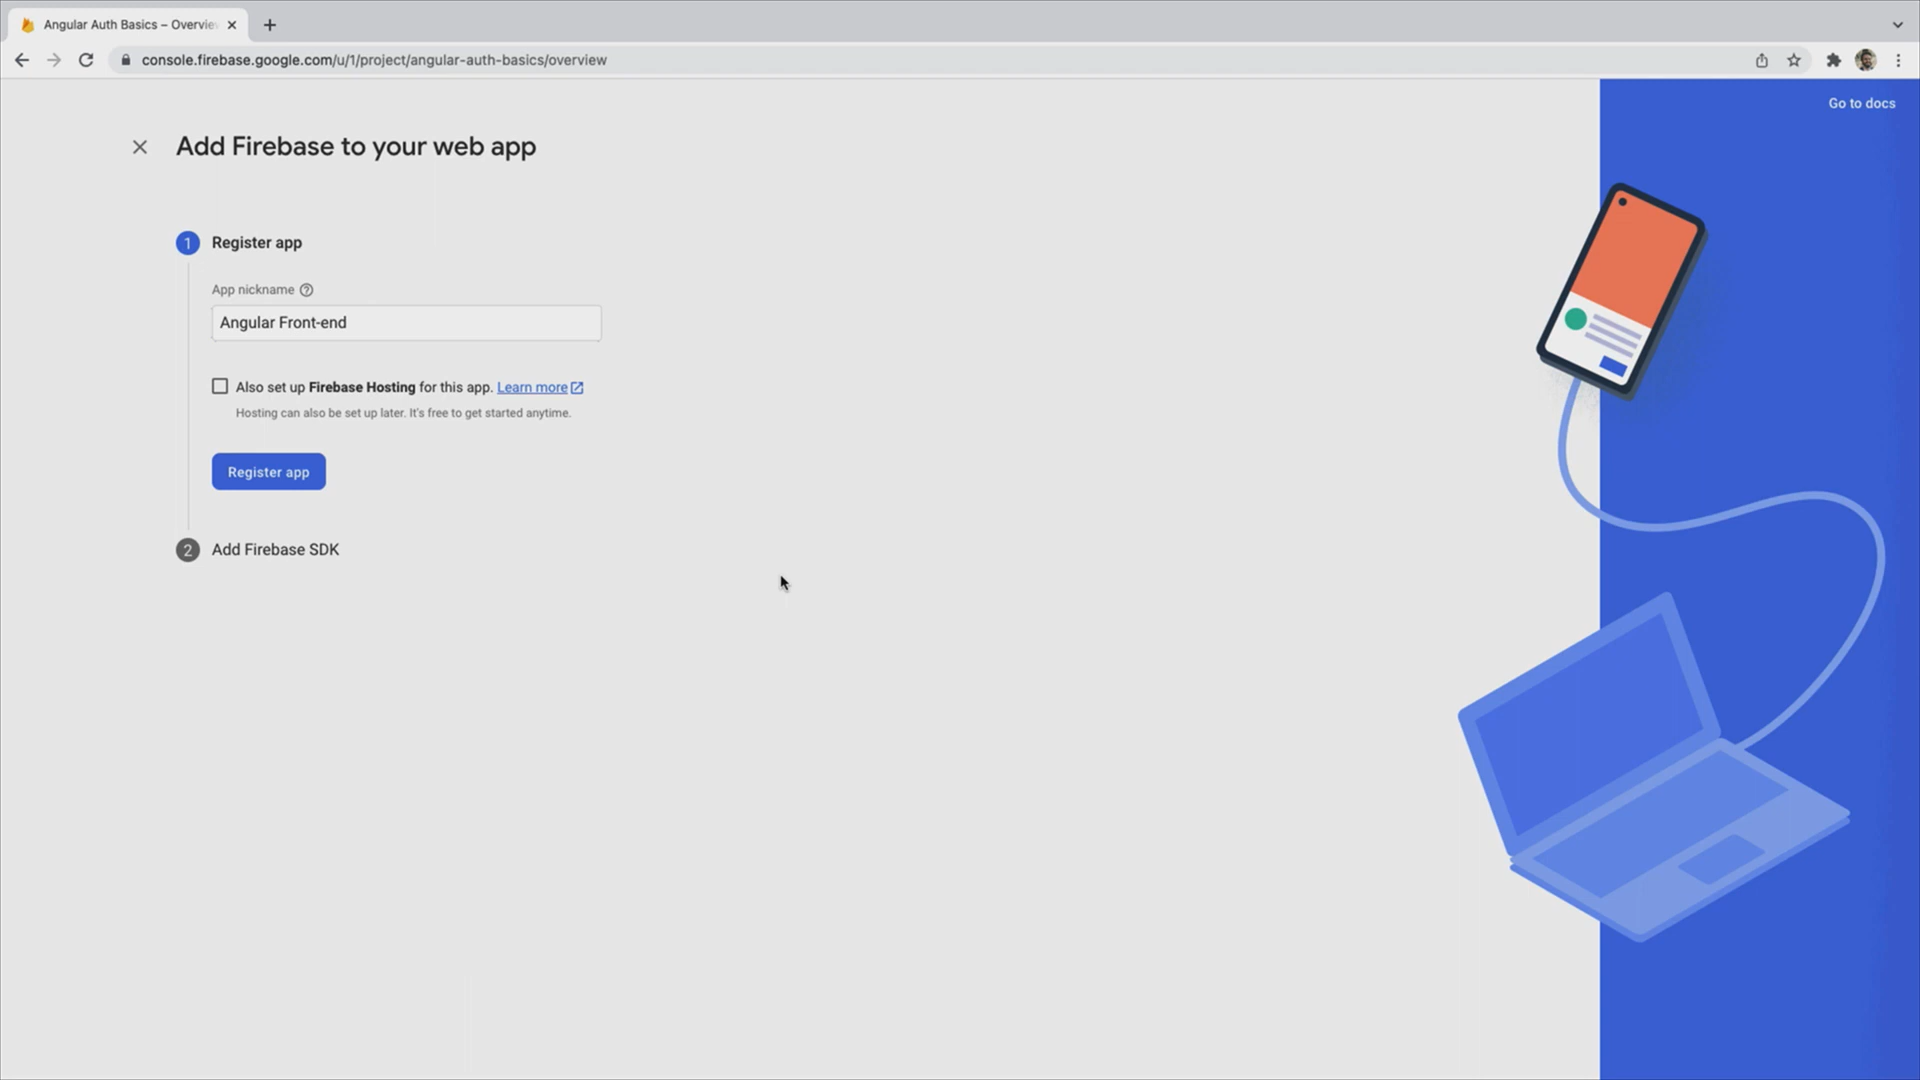 Angular Auth Basics – Overvie
console.firebase.google.com/u/1/project/angular-auth-basics/overview
Go to docs
Add Firebase to your web app
1 Register app
App nickname
Angular Front-end
Also set up Firebase Hosting for this app. Learn more
Hosting can also be set up later. It's free to get started anytime.
Register app
2 Add Firebase SDK